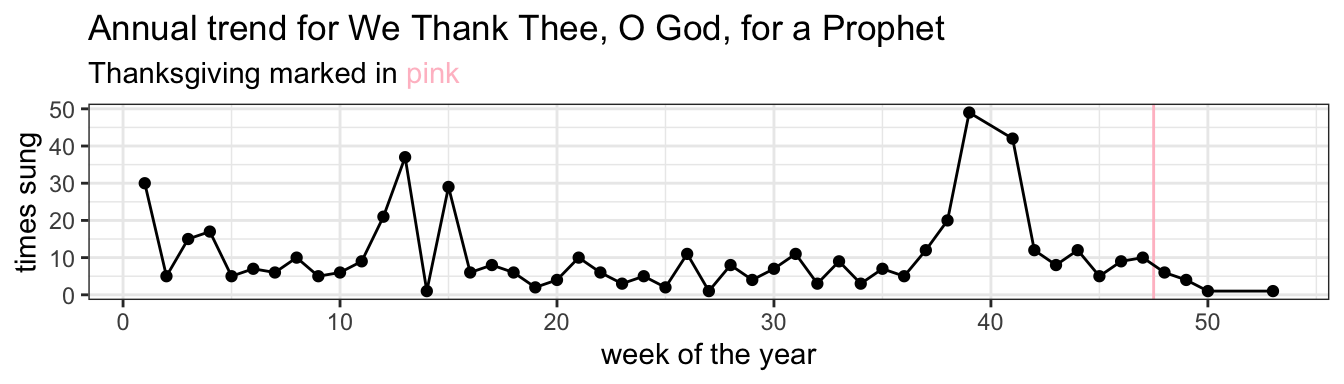 Annual trend for We Thank Thee, O God, for a Prophet
Thanksgiving marked in pink
50
40
30
20
10
0
times sung
0 10 20 30 40 50
week of the year